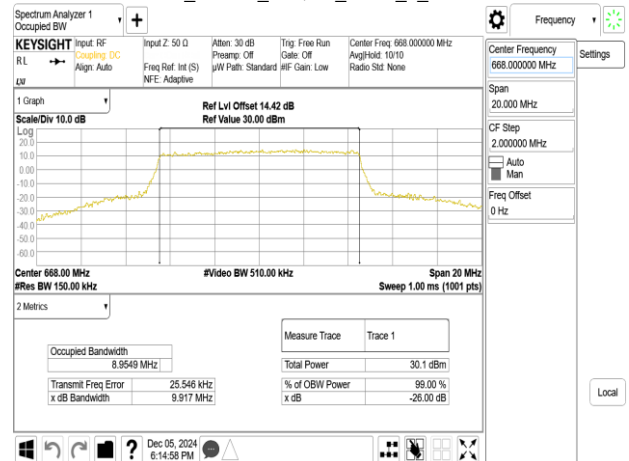 Spectrum Analyzer 1
Occupied BW
Frequency
KEYSIGHT
Input: RF
Coupling: DC
Align: Auto
RL
LXI
Input Z: 50 Ω
Freq Ref: Int (S)
NFE: Adaptive
Atten: 30 dB
Preamp: Off
µW Path: Standard
Trig: Free Run
Gate: Off
#IF Gain: Low
Center Freq: 668.000000 MHz
Avg|Hold: 10/10
Radio Std: None
Center Frequency
668.000000 MHz
Settings
Span
20.000 MHz
CF Step
2.000000 MHz
Auto
Man
Freq Offset
0 Hz
Local
1 Graph
Scale/Div 10.0 dB
Ref Lvl Offset 14.42 dB
Ref Value 30.00 dBm
Log
20.0
10.0
0.00
-10.0
-20.0
-30.0
-40.0
-50.0
-60.0
Center 668.00 MHz
#Video BW 510.00 kHz
Span 20 MHz
#Res BW 150.00 kHz
Sweep 1.00 ms (1001 pts)
2 Metrics
Measure Trace Trace 1
Occupied Bandwidth
8.9549 MHz
Total Power 30.1 dBm
Transmit Freq Error 25.546 kHz
% of OBW Power 99.00 %
x dB Bandwidth 9.917 MHz
x dB -26.00 dB
?
Dec 05, 2024
6:14:58 PM